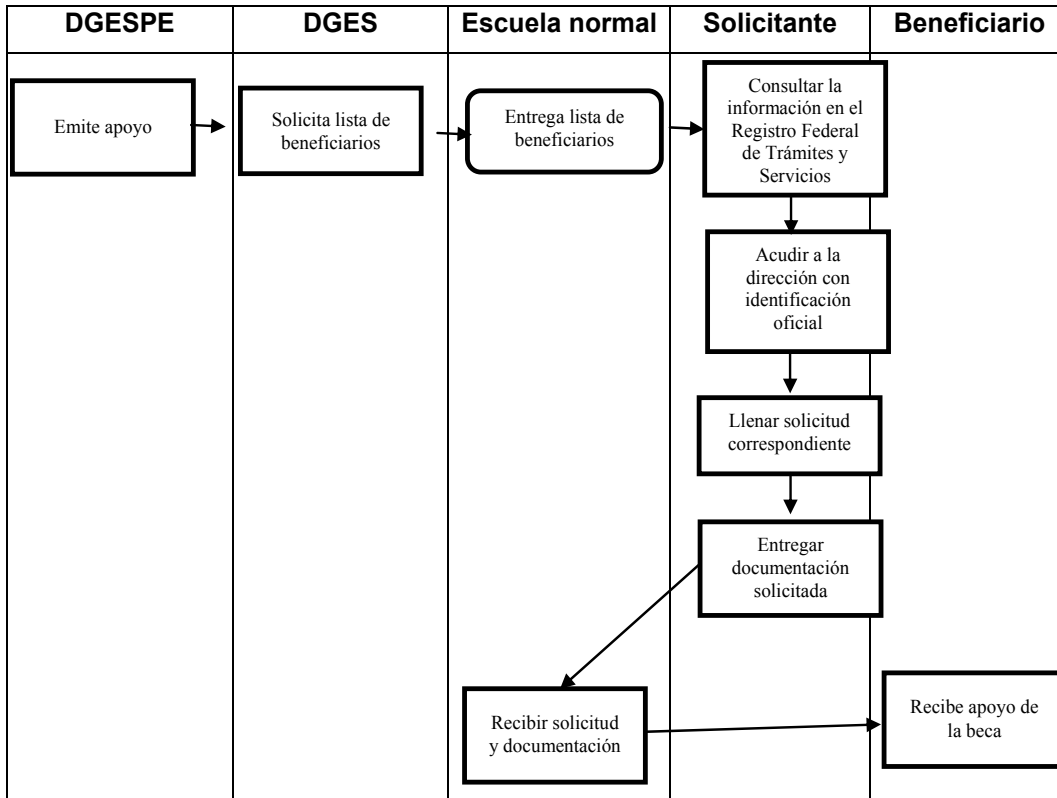 DGESPE
DGES
Escuela normal
Solicitante
Beneficiario
Emite apoyo
Solicita lista de
beneficiarios
Entrega lista de
beneficiarios
Consultar la
información en el
Registro Federal
de Trámites y
Servicios
Acudir a la
dirección con
identificación
oficial
Llenar solicitud
correspondiente
Entregar
documentación
solicitada
Recibir solicitud
y documentación
Recibe apoyo de
la beca